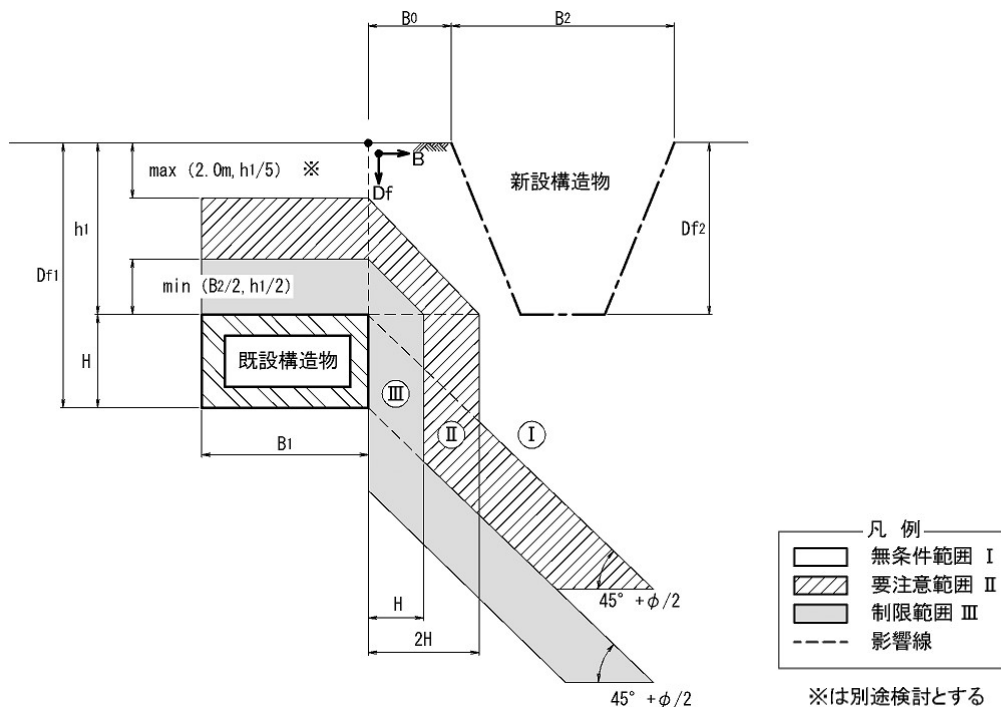 B0
B2
max (2.0m, h1/5) ※
B
Df
新設構造物
h1
Df1
Df2
min (B2/2, h1/2)
H
既設構造物
Ⅲ
Ⅱ
Ⅰ
B1
H
45° +φ/2
2H
45° +φ/2
凡 例
無条件範囲 Ⅰ
要注意範囲 Ⅱ
制限範囲 Ⅲ
影響線
※は別途検討とする